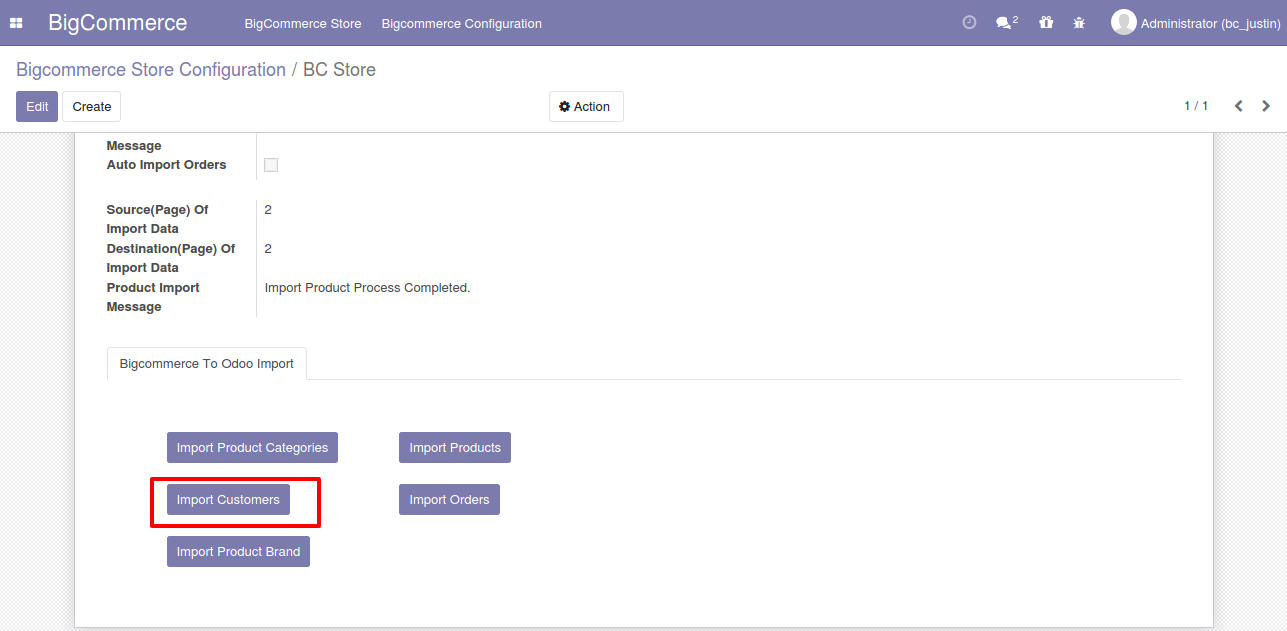 BigCommerce BigCommerce Store Bigcommerce Configuration 2 Administrator (bc_justin)
Bigcommerce Store Configuration / BC Store
Edit Create Action 1 / 1
Message
Auto Import Orders
Source(Page) Of 2
Import Data
Destination(Page) Of 2
Import Data
Product Import Import Product Process Completed.
Message
Bigcommerce To Odoo Import
Import Product Categories Import Products
Import Customers Import Orders
Import Product Brand